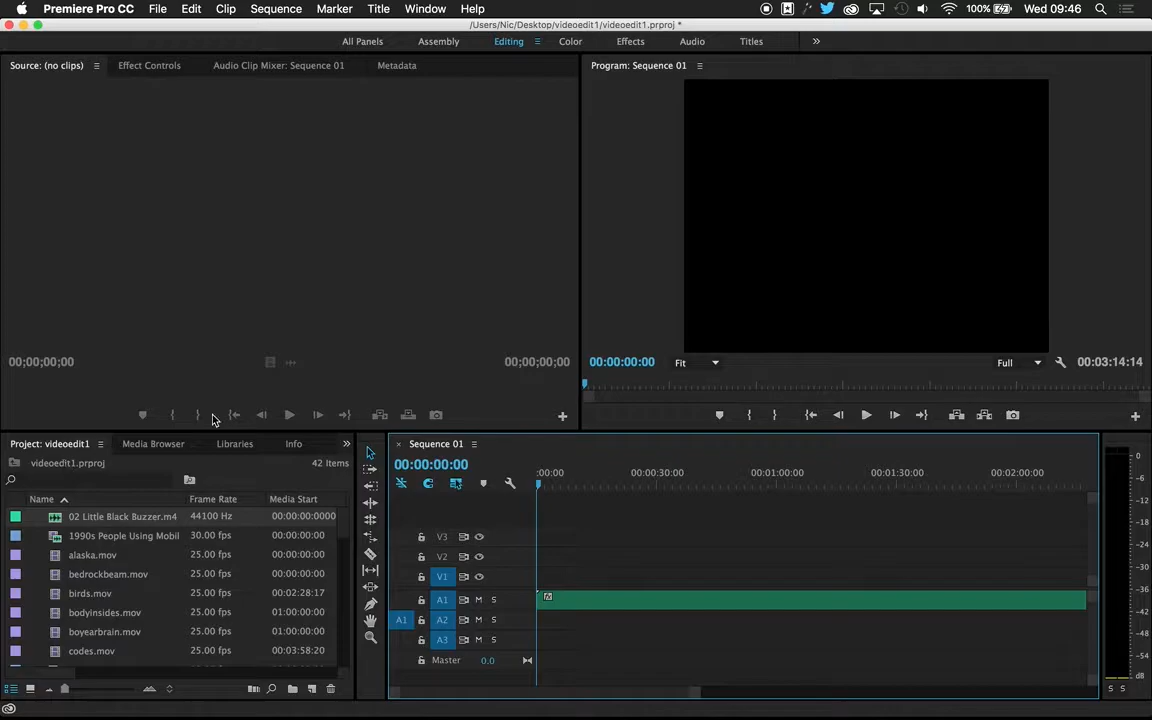 Premiere Pro CC File Edit Clip Sequence Marker Title Window Help 100% Wed 09:46
/Users/Nic/Desktop/videoedit1/videoedit1.prproj *
All Panels Assembly Editing Color Effects Audio Titles
Source: (no clips) Effect Controls Audio Clip Mixer: Sequence 01 Metadata
Program: Sequence 01
00;00;00;00 00;00;00;00
00:00:00:00 Fit Full 00:03:14:14
Project: videoedit1 Media Browser Libraries Info
videoedit1.prproj 42 Items
Name Frame Rate Media Start
02 Little Black Buzzer.m4 44100 Hz 00:00:00:0000
1990s People Using Mobil 30.00 fps 00:00:00:00
alaska.mov 25.00 fps 00:00:00:00
bedrockbeam.mov 25.00 fps 00:00:00:00
birds.mov 25.00 fps 00:02:28:17
bodyinsides.mov 25.00 fps 01:00:00:00
boyearbrain.mov 25.00 fps 01:00:00:00
codes.mov 25.00 fps 00:03:58:20
Sequence 01
00:00:00:00
:00:00 00:00:30:00 00:01:00:00 00:01:30:00 00:02:00:00
V3
V2
V1
fx
A1 M S
A1 A2 M S
A3 M S
Master 0.0
0
-6
-12
-18
-24
-30
-36
-42
-48
-54
dB
S S